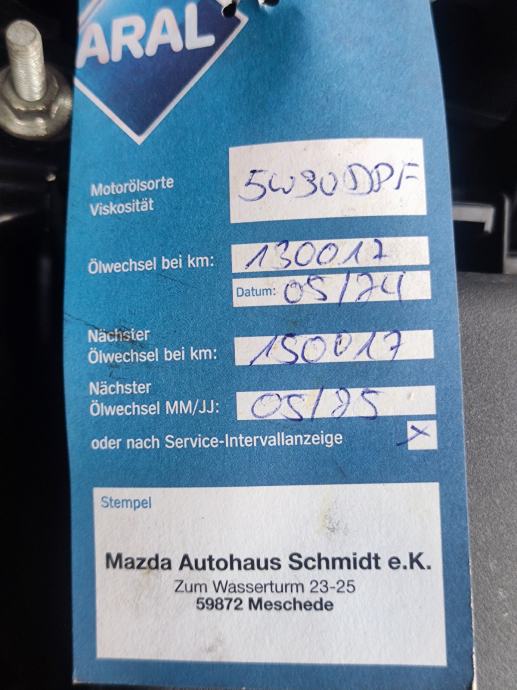 ARAL
Motorölsorte
Viskosität
5W30DPF
Ölwechsel bei km:
130017
Datum:
05/24
Nächster
Ölwechsel bei km:
150017
Nächster
Ölwechsel MM/JJ:
05/25
oder nach Service-Intervallanzeige
x
Stempel
Mazda Autohaus Schmidt e.K.
Zum Wasserturm 23-25
59872 Meschede